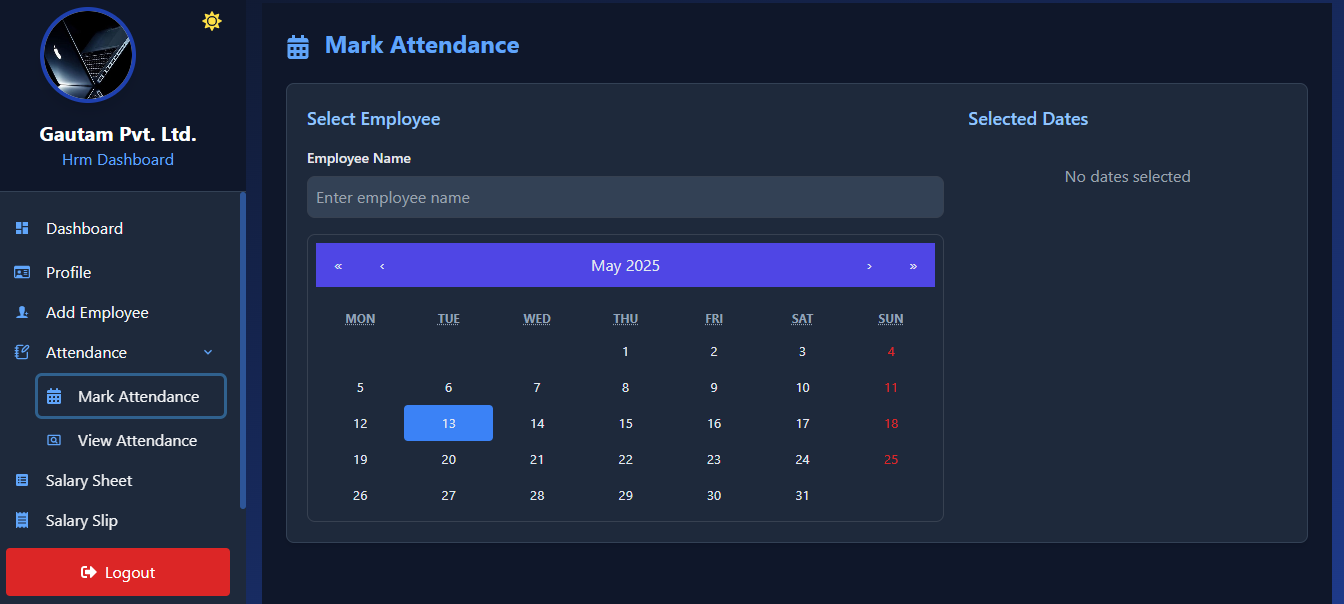 Gautam Pvt. Ltd.
Hrm Dashboard
Dashboard
Profile
Add Employee
Attendance
Mark Attendance
View Attendance
Salary Sheet
Salary Slip
Logout
Mark Attendance
Select Employee
Employee Name
Enter employee name
« ‹ May 2025 › »
MON TUE WED THU FRI SAT SUN
1 2 3 4
5 6 7 8 9 10 11
12 13 14 15 16 17 18
19 20 21 22 23 24 25
26 27 28 29 30 31
Selected Dates
No dates selected